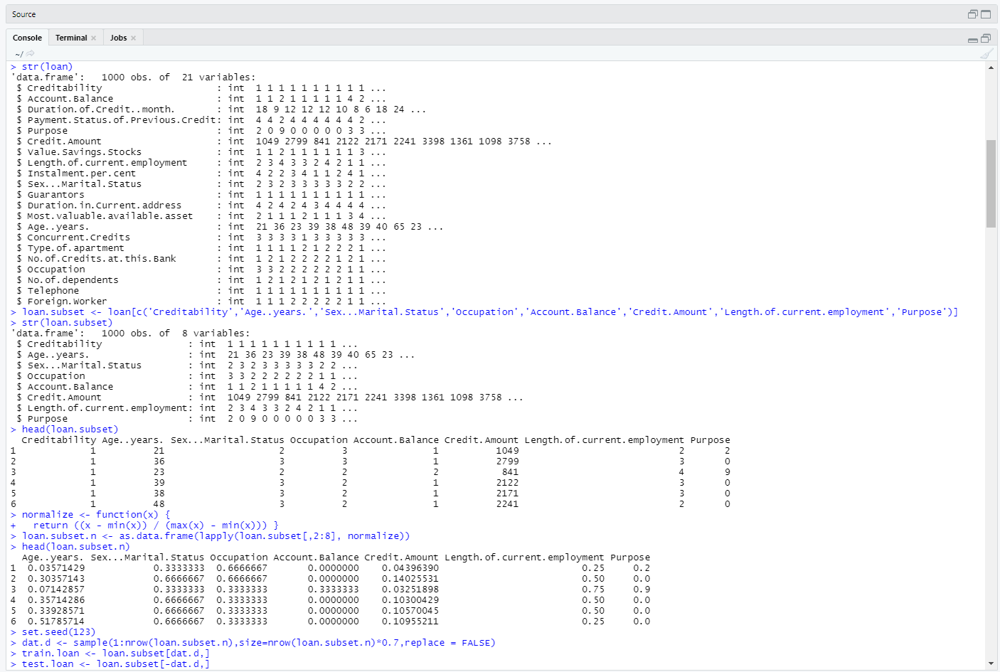 Source
Console Terminal Jobs
~/
> str(loan)
'data.frame':   1000 obs. of  21 variables:
 $ Creditability                    : int  1 1 1 1 1 1 1 1 1 1 ...
 $ Account.Balance                  : int  1 1 2 1 1 1 1 1 4 2 ...
 $ Duration.of.Credit..month.       : int  18 9 12 12 12 10 8 6 18 24 ...
 $ Payment.Status.of.Previous.Credit: int  4 4 2 4 4 4 4 4 4 2 ...
 $ Purpose                          : int  2 0 9 0 0 0 0 0 3 3 ...
 $ Credit.Amount                    : int  1049 2799 841 2122 2171 2241 3398 1361 1098 3758 ...
 $ Value.Savings.Stocks             : int  1 1 2 1 1 1 1 1 1 3 ...
 $ Length.of.current.employment     : int  2 3 4 3 3 2 4 2 1 1 ...
 $ Instalment.per.cent              : int  4 2 2 3 4 1 1 2 4 1 ...
 $ Sex...Marital.Status             : int  2 3 2 3 3 3 3 3 2 2 ...
 $ Guarantors                       : int  1 1 1 1 1 1 1 1 1 1 ...
 $ Duration.in.Current.address      : int  4 2 4 2 4 3 4 4 4 4 ...
 $ Most.valuable.available.asset    : int  2 1 1 1 2 1 1 1 3 4 ...
 $ Age..years.                      : int  21 36 23 39 38 48 39 40 65 23 ...
 $ Concurrent.Credits               : int  3 3 3 3 1 3 3 3 3 3 ...
 $ Type.of.apartment                : int  1 1 1 1 2 1 2 2 2 1 ...
 $ No.of.Credits.at.this.Bank       : int  1 2 1 2 2 2 2 1 2 1 ...
 $ Occupation                       : int  3 3 2 2 2 2 2 2 1 1 ...
 $ No.of.dependents                 : int  1 2 1 2 1 2 1 2 1 1 ...
 $ Telephone                        : int  1 1 1 1 1 1 1 1 1 1 ...
 $ Foreign.Worker                   : int  1 1 1 2 2 2 2 2 1 1 ...
> loan.subset <- loan[c('Creditability','Age..years.','Sex...Marital.Status','Occupation','Account.Balance','Credit.Amount','Length.of.current.employment','Purpose')]
> str(loan.subset)
'data.frame':   1000 obs. of  8 variables:
 $ Creditability               : int  1 1 1 1 1 1 1 1 1 1 ...
 $ Age..years.                 : int  21 36 23 39 38 48 39 40 65 23 ...
 $ Sex...Marital.Status        : int  2 3 2 3 3 3 3 3 2 2 ...
 $ Occupation                  : int  3 3 2 2 2 2 2 2 1 1 ...
 $ Account.Balance             : int  1 1 2 1 1 1 1 1 4 2 ...
 $ Credit.Amount               : int  1049 2799 841 2122 2171 2241 3398 1361 1098 3758 ...
 $ Length.of.current.employment: int  2 3 4 3 3 2 4 2 1 1 ...
 $ Purpose                     : int  2 0 9 0 0 0 0 0 3 3 ...
> head(loan.subset)
  Creditability Age..years. Sex...Marital.Status Occupation Account.Balance Credit.Amount Length.of.current.employment Purpose
1             1          21                    2          3               1          1049                            2       2
2             1          36                    3          3               1          2799                            3       0
3             1          23                    2          2               2           841                            4       9
4             1          39                    3          2               1          2122                            3       0
5             1          38                    3          2               1          2171                            3       0
6             1          48                    3          2               1          2241                            2       0
> normalize <- function(x) {
+   return ((x - min(x)) / (max(x) - min(x))) }
> loan.subset.n <- as.data.frame(lapply(loan.subset[,2:8], normalize))
> head(loan.subset.n)
  Age..years. Sex...Marital.Status Occupation Account.Balance Credit.Amount Length.of.current.employment Purpose
1  0.03571429            0.3333333  0.6666667       0.0000000    0.04396390                         0.25     0.2
2  0.30357143            0.6666667  0.6666667       0.0000000    0.14025531                         0.50     0.0
3  0.07142857            0.3333333  0.3333333       0.3333333    0.03251898                         0.75     0.9
4  0.35714286            0.6666667  0.3333333       0.0000000    0.10300429                         0.50     0.0
5  0.33928571            0.6666667  0.3333333       0.0000000    0.10570045                         0.50     0.0
6  0.51785714            0.6666667  0.3333333       0.0000000    0.10955211                         0.25     0.0
> set.seed(123)
> dat.d <- sample(1:nrow(loan.subset.n),size=nrow(loan.subset.n)*0.7,replace = FALSE)
> train.loan <- loan.subset[dat.d,]
> test.loan <- loan.subset[-dat.d,]